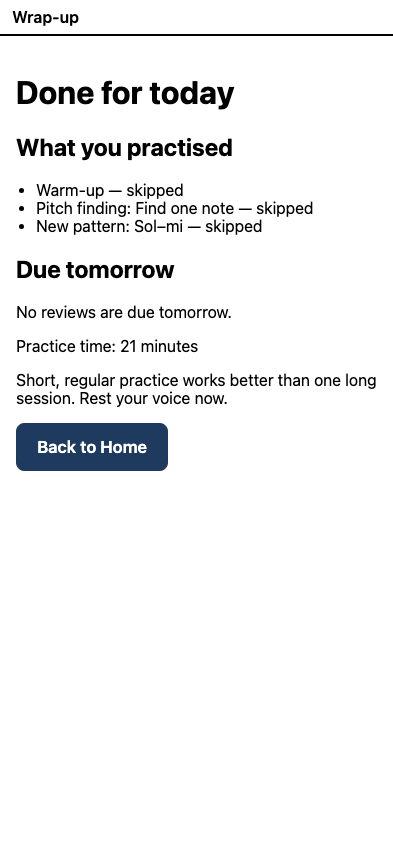 Wrap-up
Done for today
What you practised
• Warm-up — skipped
• Pitch finding: Find one note — skipped
• New pattern: Sol–mi — skipped
Due tomorrow
No reviews are due tomorrow.
Practice time: 21 minutes
Short, regular practice works better than one long
session. Rest your voice now.
Back to Home